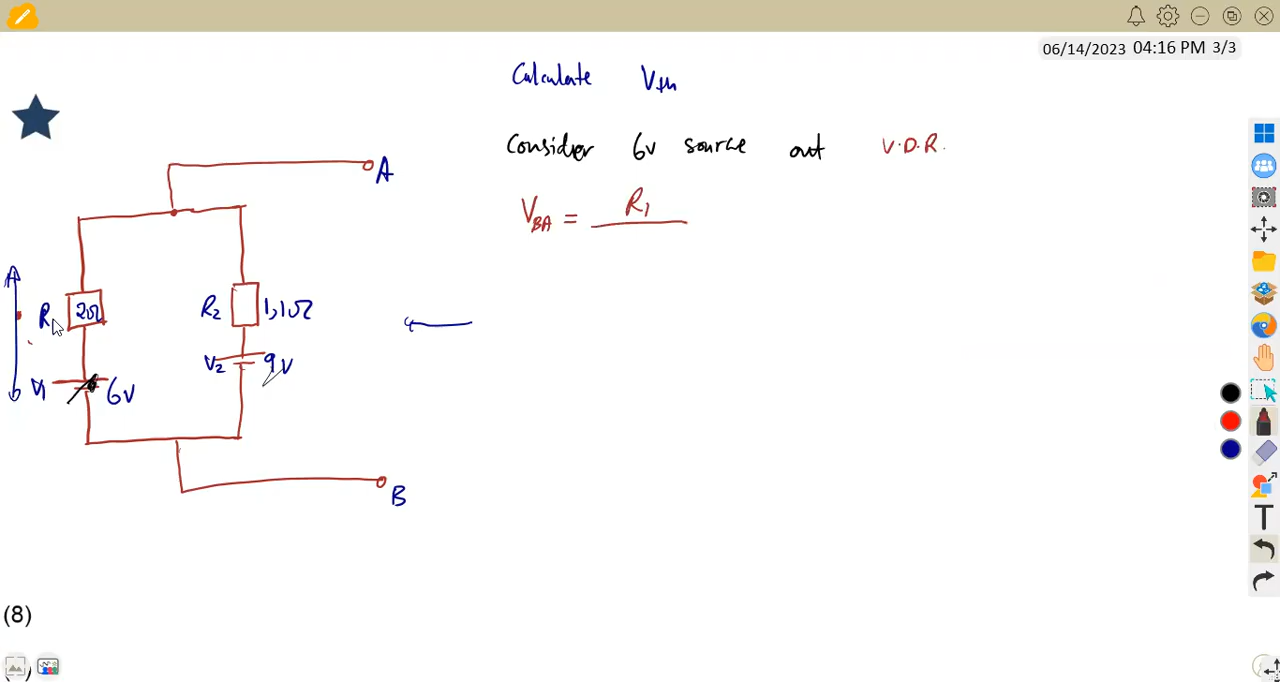 06/14/2023 04:16 PM 3/3
Calculate Vth
Consider 6v source out V.D.R.
VBA = R1
A
R 2Ω
R2 1,1Ω
V1 6V
V2 9V
B
(8)
T